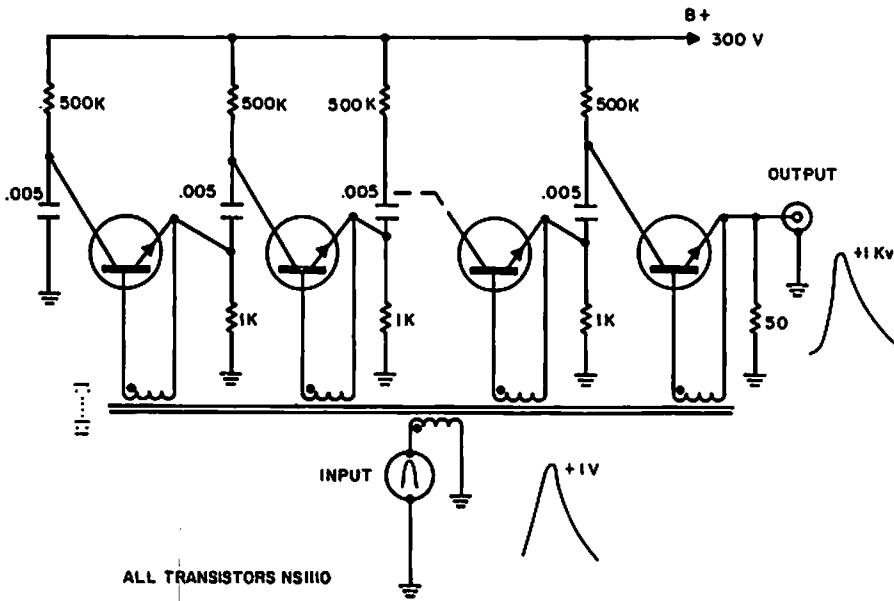 B+
300 V
500K
500K
500K
500K
OUTPUT
.005
.005
.005
.005
+1 Kv
1K
1K
1K
50
INPUT
+1V
ALL TRANSISTORS NS1110